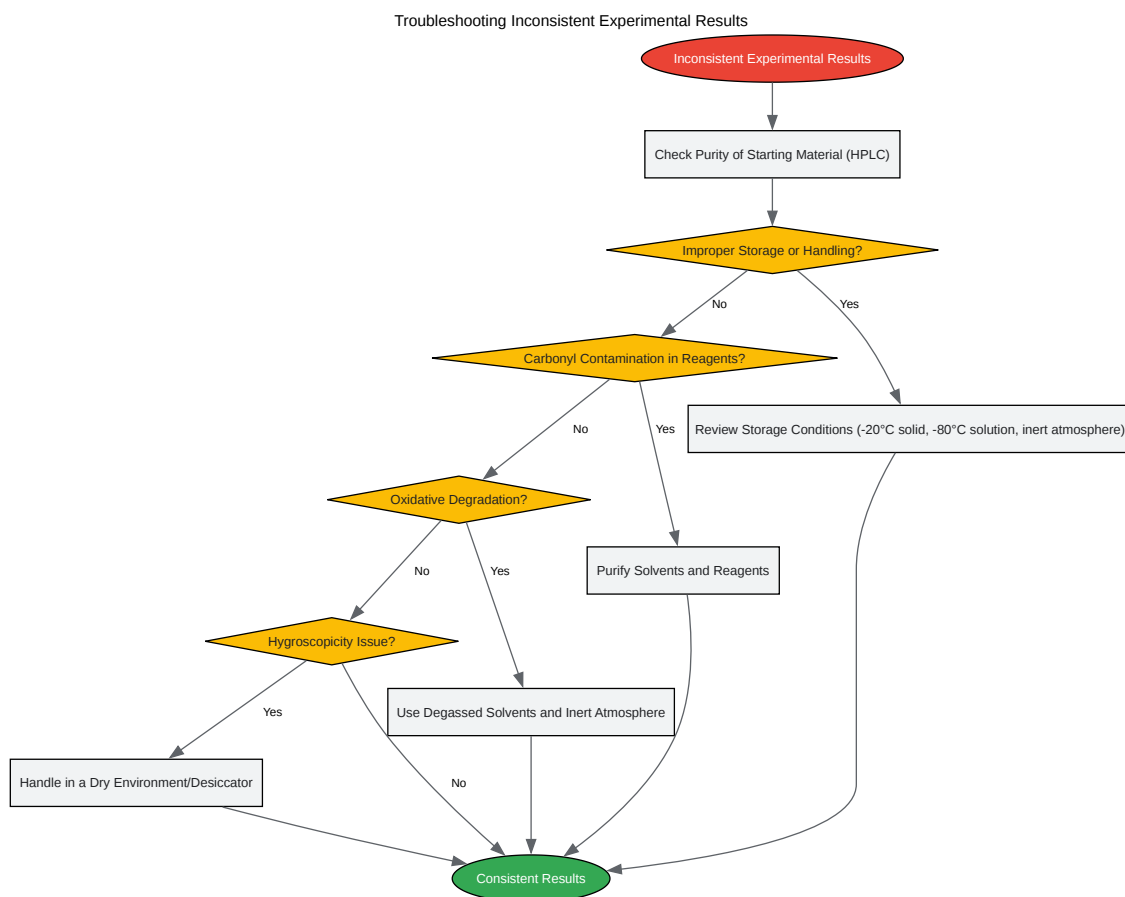 Troubleshooting Inconsistent Experimental Results
Inconsistent Experimental Results
Check Purity of Starting Material (HPLC)
Improper Storage or Handling?
No
Yes
Carbonyl Contamination in Reagents?
Review Storage Conditions (-20°C solid, -80°C solution, inert atmosphere)
No
Yes
Oxidative Degradation?
Purify Solvents and Reagents
No
Yes
Hygroscopicity Issue?
Use Degassed Solvents and Inert Atmosphere
Yes
No
Handle in a Dry Environment/Desiccator
Consistent Results